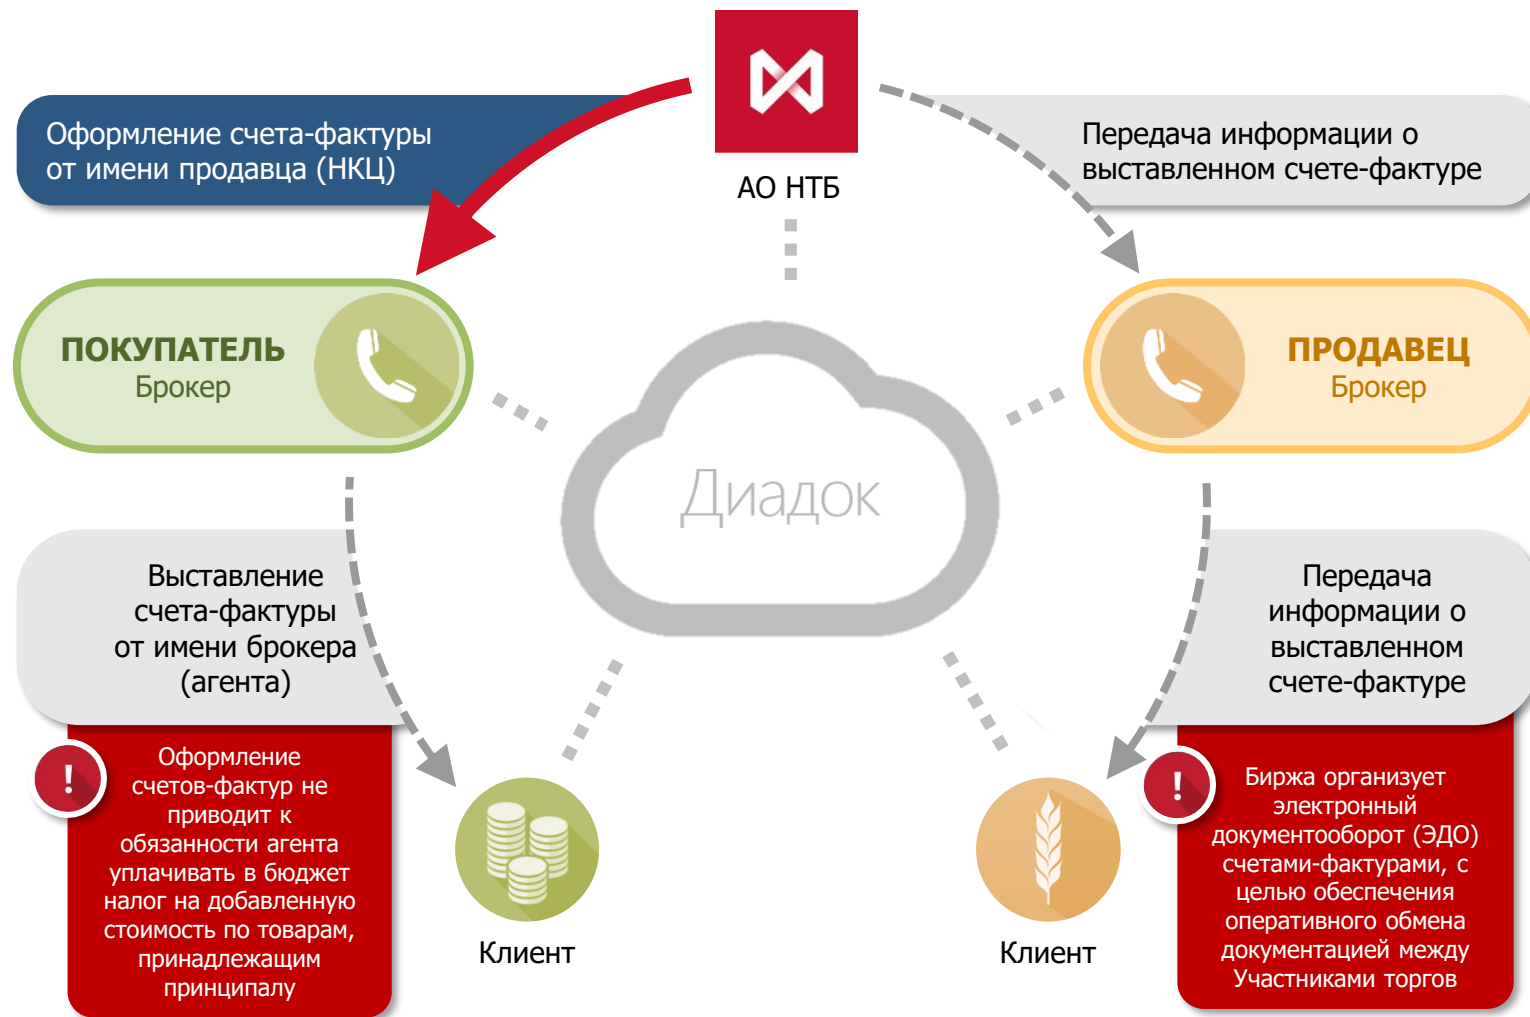 Оформление счета-фактуры
от имени продавца (НКЦ)
АО НТБ
Передача информации о
выставленном счете-фактуре
ПОКУПАТЕЛЬ
Брокер
ПРОДАВЕЦ
Брокер
Диадок
Выставление
счета-фактуры
от имени брокера
(агента)
Передача
информации о
выставленном
счете-фактуре
!
Оформление
счетов-фактур не
приводит к
обязанности агента
уплачивать в бюджет
налог на добавленную
стоимость по товарам,
принадлежащим
принципалу
Клиент
Клиент
!
Биржа организует
электронный
документооборот (ЭДО)
счетами-фактурами, с
целью обеспечения
оперативного обмена
документацией между
Участниками торгов